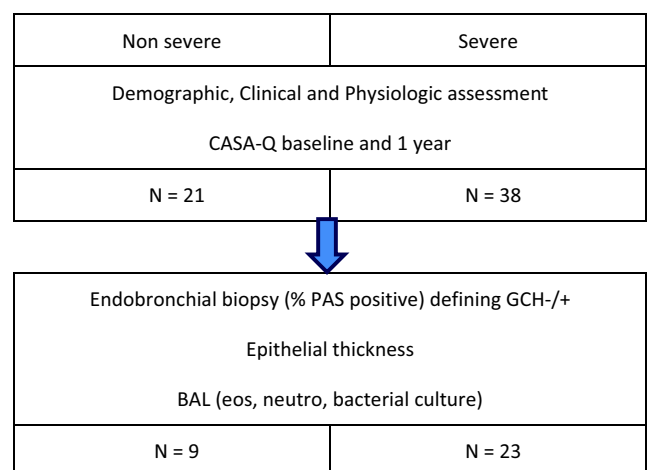 Non severe Severe
Demographic, Clinical and Physiologic assessment
CASA-Q baseline and 1 year
N = 21 N = 38
Endobronchial biopsy (% PAS positive) defining GCH-/+
Epithelial thickness
BAL (eos, neutro, bacterial culture)
N = 9 N = 23